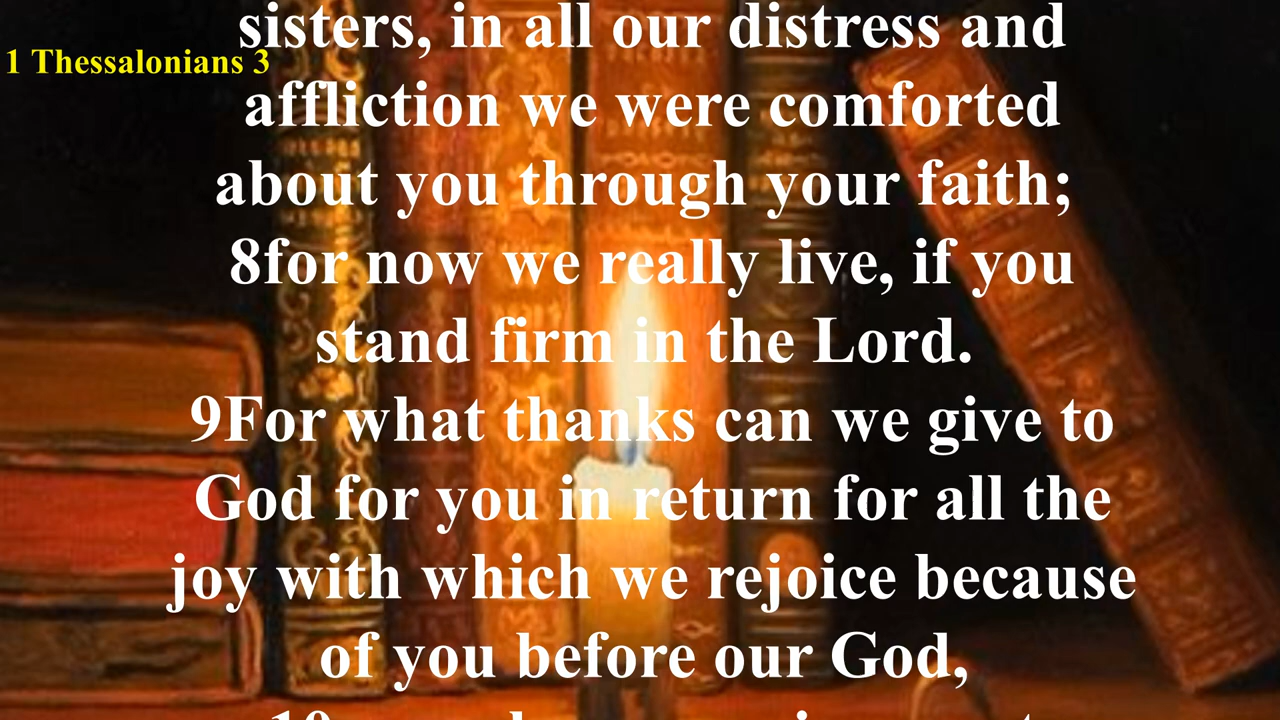 sisters, in all our distress and
1 Thessalonians 3
affliction we were comforted
about you through your faith;
8for now we really live, if you
stand firm in the Lord.
9For what thanks can we give to
God for you in return for all the
joy with which we rejoice because
of you before our God,